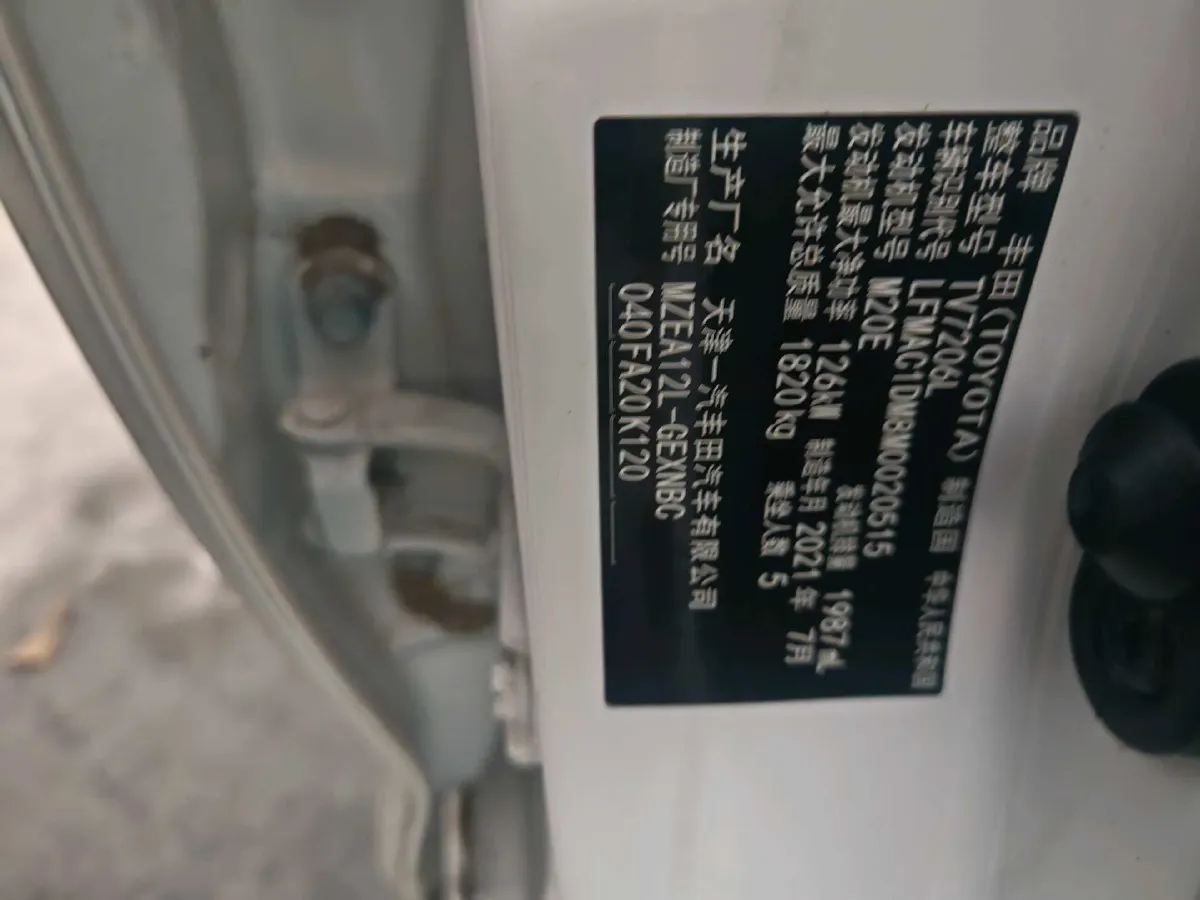 品牌 丰田(TOYOTA) 制造国 中华人民共和国
整车型号 TV7206L
车辆识别代号 LFMAC1DM8M0020515
发动机型号 M20E 发动机排量 1987mL
发动机最大净功率 126kW 制造年月 2021年 7月
最大允许总质量 1820kg 乘坐人数 5
生产厂名 天津一汽丰田汽车有限公司
制造厂专用号 MZEA12L-GEXNBC
040FA20K120